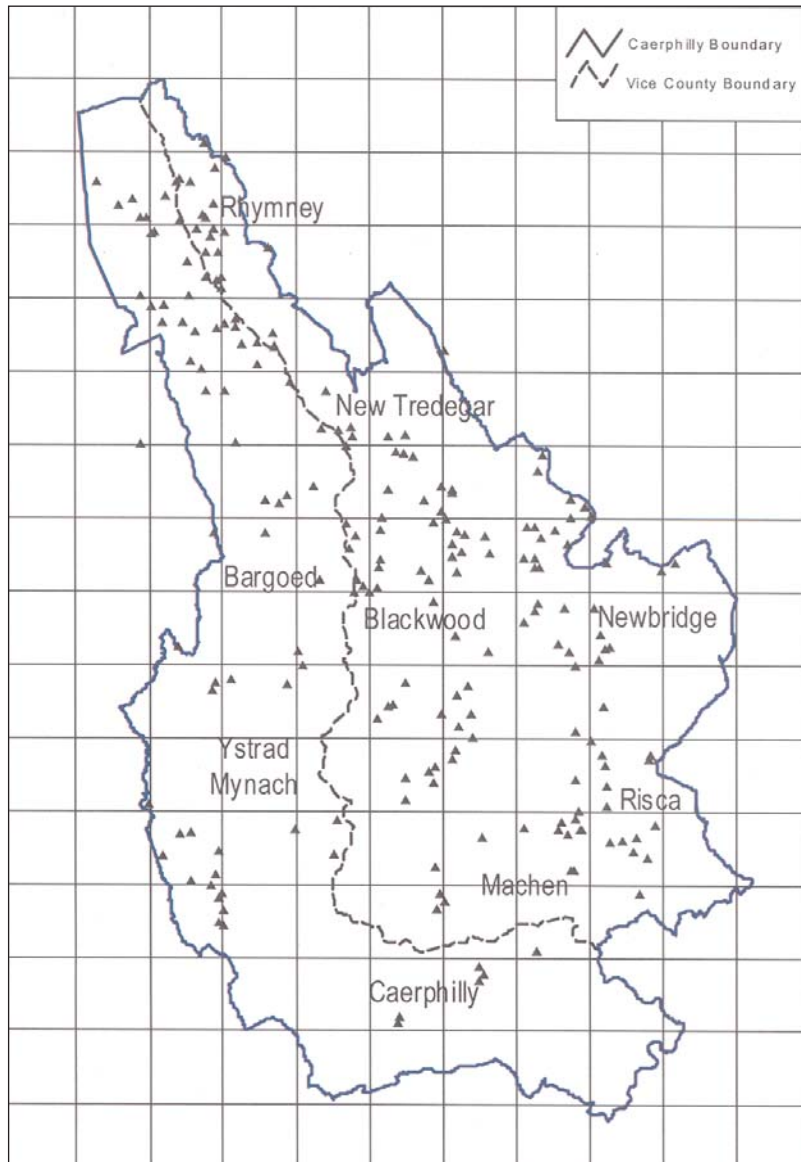 Caerphilly Boundary
Vice County Boundary
Rhymney
New Tredegar
Bargoed
Blackwood
Newbridge
Ystrad
Mynach
Risca
Machen
Caerphilly